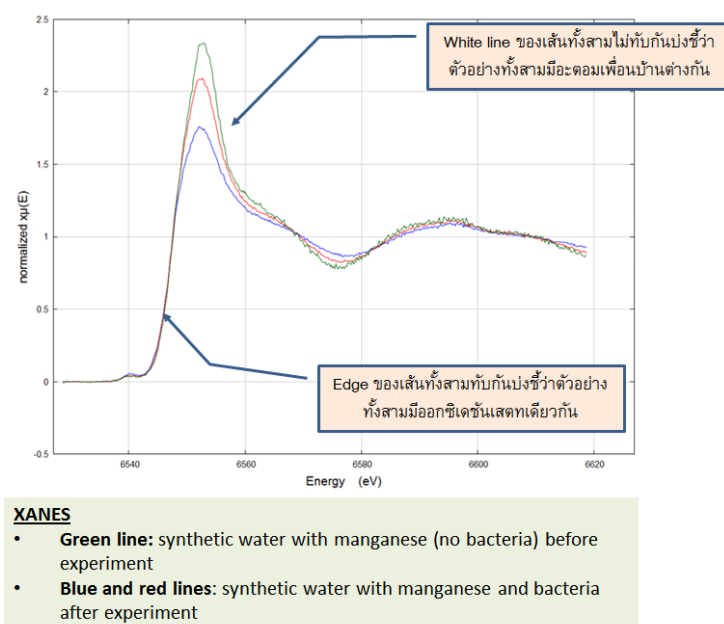 2.5
2
1.5
1
0.5
0
-0.5
normalized xμ(E)
White line ของเส้นทั้งสามไม่ทับกันบ่งชี้ว่า
ตัวอย่างทั้งสามมีอะตอมเพื่อนบ้านต่างกัน
Edge ของเส้นทั้งสามทับกันบ่งชี้ว่าตัวอย่าง
ทั้งสามมีออกซิเดชันเสตทเดียวกัน
6540 6560 6580 6600 6620
Energy (eV)
XANES
• Green line: synthetic water with manganese (no bacteria) before
experiment
• Blue and red lines: synthetic water with manganese and bacteria
after experiment